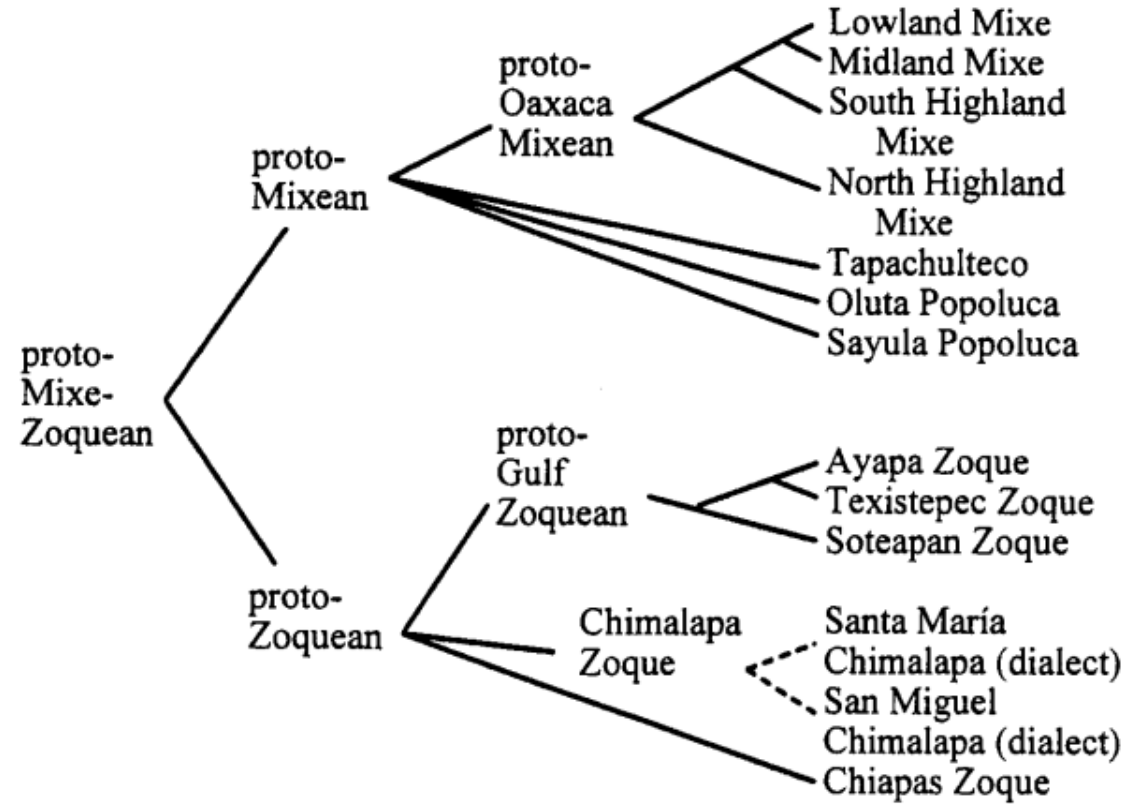 proto-
Mixe-
Zoquean
proto-
Mixean
proto-
Oaxaca
Mixean
Lowland Mixe
Midland Mixe
South Highland
Mixe
North Highland
Mixe
Tapachulteco
Oluta Popoluca
Sayula Popoluca
proto-
Zoquean
proto-
Gulf
Zoquean
Ayapa Zoque
Texistepec Zoque
Soteapan Zoque
Chimalapa
Zoque
Santa María
Chimalapa (dialect)
San Miguel
Chimalapa (dialect)
Chiapas Zoque